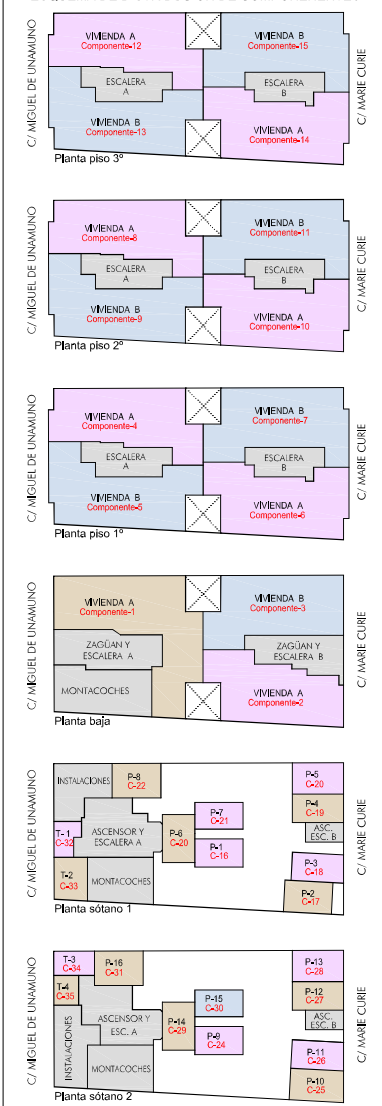 C/ MIGUEL DE UNAMUNO
VIVIENDA A
Componente-12
VIVIENDA B
Componente-15
ESCALERA
A
ESCALERA
B
VIVIENDA B
Componente-13
VIVIENDA A
Componente-14
C/ MARIE CURIE
Planta piso 3º
C/ MIGUEL DE UNAMUNO
VIVIENDA A
Componente-8
VIVIENDA B
Componente-11
ESCALERA
A
ESCALERA
B
VIVIENDA B
Componente-9
VIVIENDA A
Componente-10
C/ MARIE CURIE
Planta piso 2º
C/ MIGUEL DE UNAMUNO
VIVIENDA A
Componente-4
VIVIENDA B
Componente-7
ESCALERA
A
ESCALERA
B
VIVIENDA B
Componente-5
VIVIENDA A
Componente-6
C/ MARIE CURIE
Planta piso 1º
C/ MIGUEL DE UNAMUNO
VIVIENDA A
Componente-1
VIVIENDA B
Componente-3
ZAGÜAN Y
ESCALERA A
ZAGÜAN Y
ESCALERA B
MONTACOCHES
VIVIENDA A
Componente-2
C/ MARIE CURIE
Planta baja
C/ MIGUEL DE UNAMUNO
INSTALACIONES
P-8
C-22
P-5
C-20
P-7
C-21
P-4
C-19
T-1
C-32
ASCENSOR Y
ESCALERA A
P-6
C-20
ASC.
ESC. B
P-1
C-16
P-3
C-18
T-2
C-33
MONTACOCHES
P-2
C-17
C/ MARIE CURIE
Planta sótano 1
C/ MIGUEL DE UNAMUNO
T-3
C-34
P-16
C-31
P-13
C-28
T-4
C-35
P-15
C-30
P-12
C-27
INSTALACIONES
ASCENSOR Y
ESC. A
P-14
C-29
ASC.
ESC. B
P-9
C-24
P-11
C-26
MONTACOCHES
P-10
C-25
C/ MARIE CURIE
Planta sótano 2